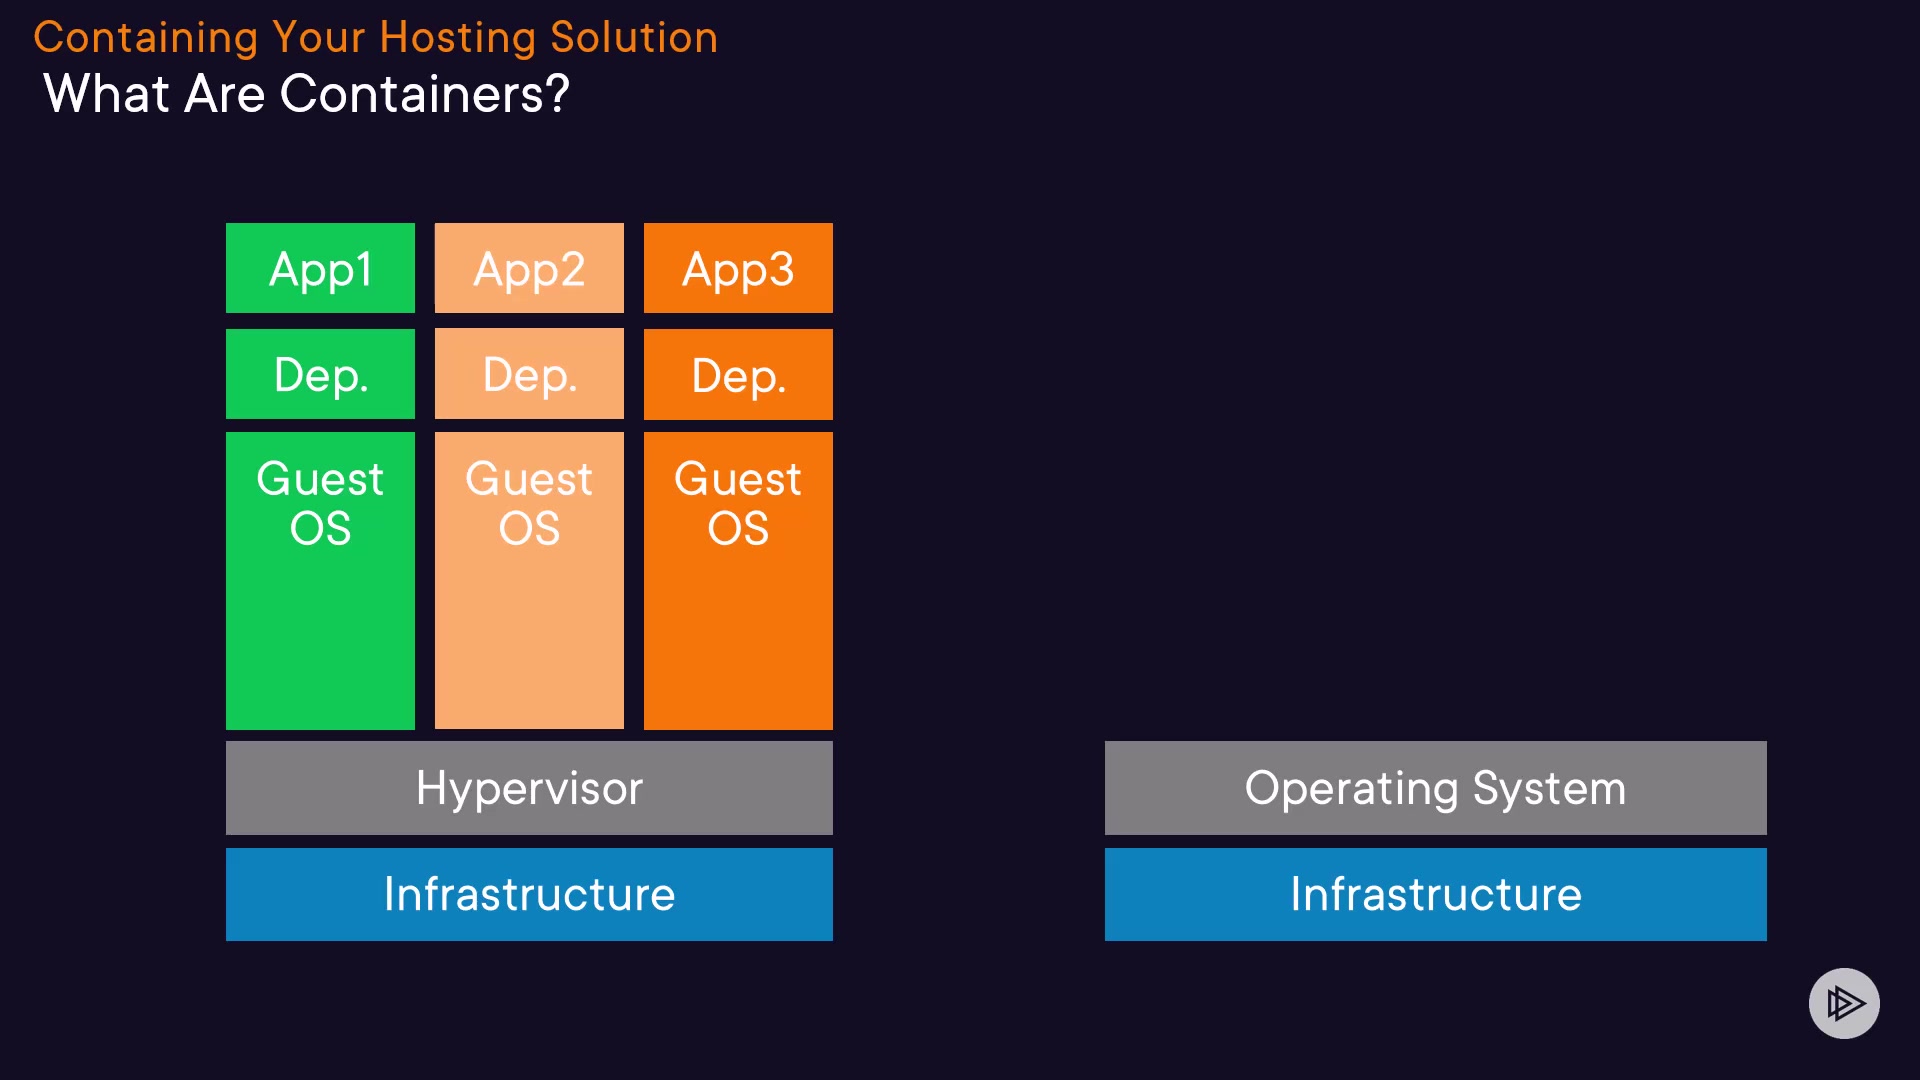 Containing Your Hosting Solution
What Are Containers?
App1
App2
App3
Dep.
Dep.
Dep.
Guest
OS
Guest
OS
Guest
OS
Hypervisor
Infrastructure
Operating System
Infrastructure